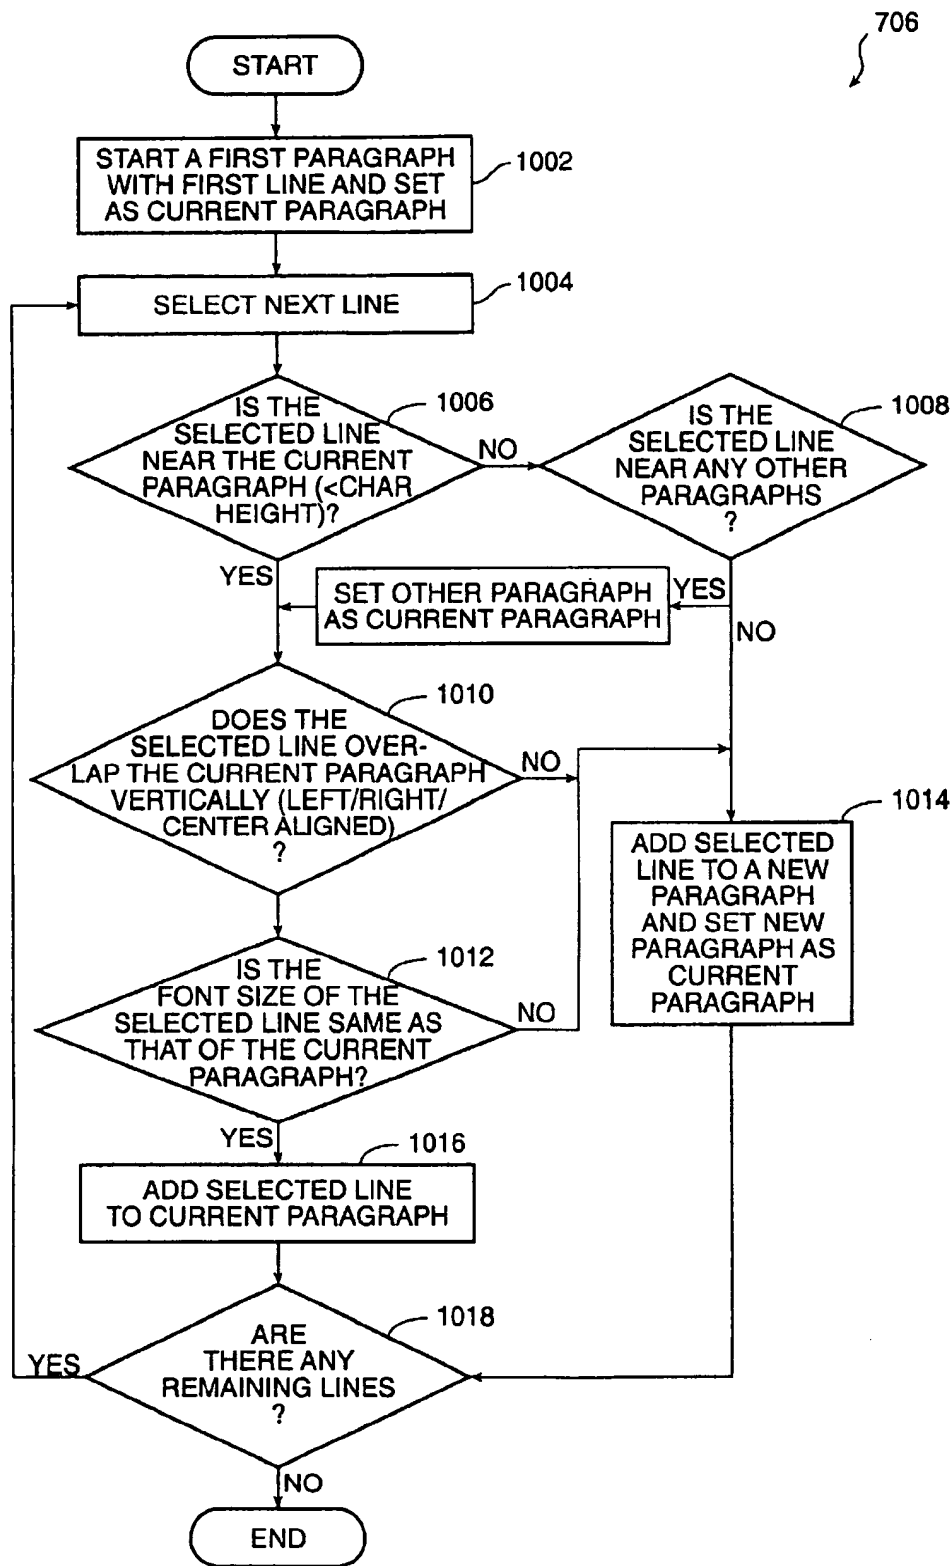 706
START
START A FIRST PARAGRAPH
WITH FIRST LINE AND SET
AS CURRENT PARAGRAPH
1002
SELECT NEXT LINE
1004
IS THE
SELECTED LINE
NEAR THE CURRENT
PARAGRAPH (<CHAR
HEIGHT)?
1006
NO
YES
IS THE
SELECTED LINE
NEAR ANY OTHER
PARAGRAPHS
?
1008
YES
NO
SET OTHER PARAGRAPH
AS CURRENT PARAGRAPH
DOES THE
SELECTED LINE OVER-
LAP THE CURRENT PARAGRAPH
VERTICALLY (LEFT/RIGHT/
CENTER ALIGNED)
?
1010
NO
ADD SELECTED
LINE TO A NEW
PARAGRAPH
AND SET NEW
PARAGRAPH AS
CURRENT
PARAGRAPH
1014
IS THE
FONT SIZE OF THE
SELECTED LINE SAME AS
THAT OF THE CURRENT
PARAGRAPH?
1012
NO
YES
ADD SELECTED LINE
TO CURRENT PARAGRAPH
1016
ARE
THERE ANY
REMAINING LINES
?
1018
YES
NO
END